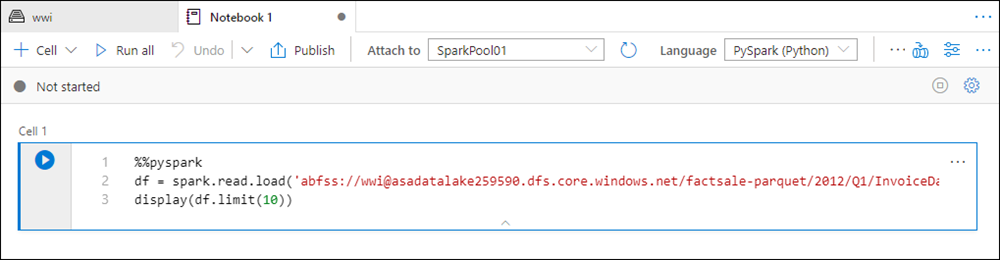 wwi
Notebook 1
...
+ Cell
Run all
Undo
Publish
Attach to
SparkPool01
Language
PySpark (Python)
...
Not started
Cell 1
1 %%pyspark
2 df = spark.read.load('abfss://wwi@asadatalake259590.dfs.core.windows.net/factsale-parquet/2012/Q1/InvoiceDa
3 display(df.limit(10))
...